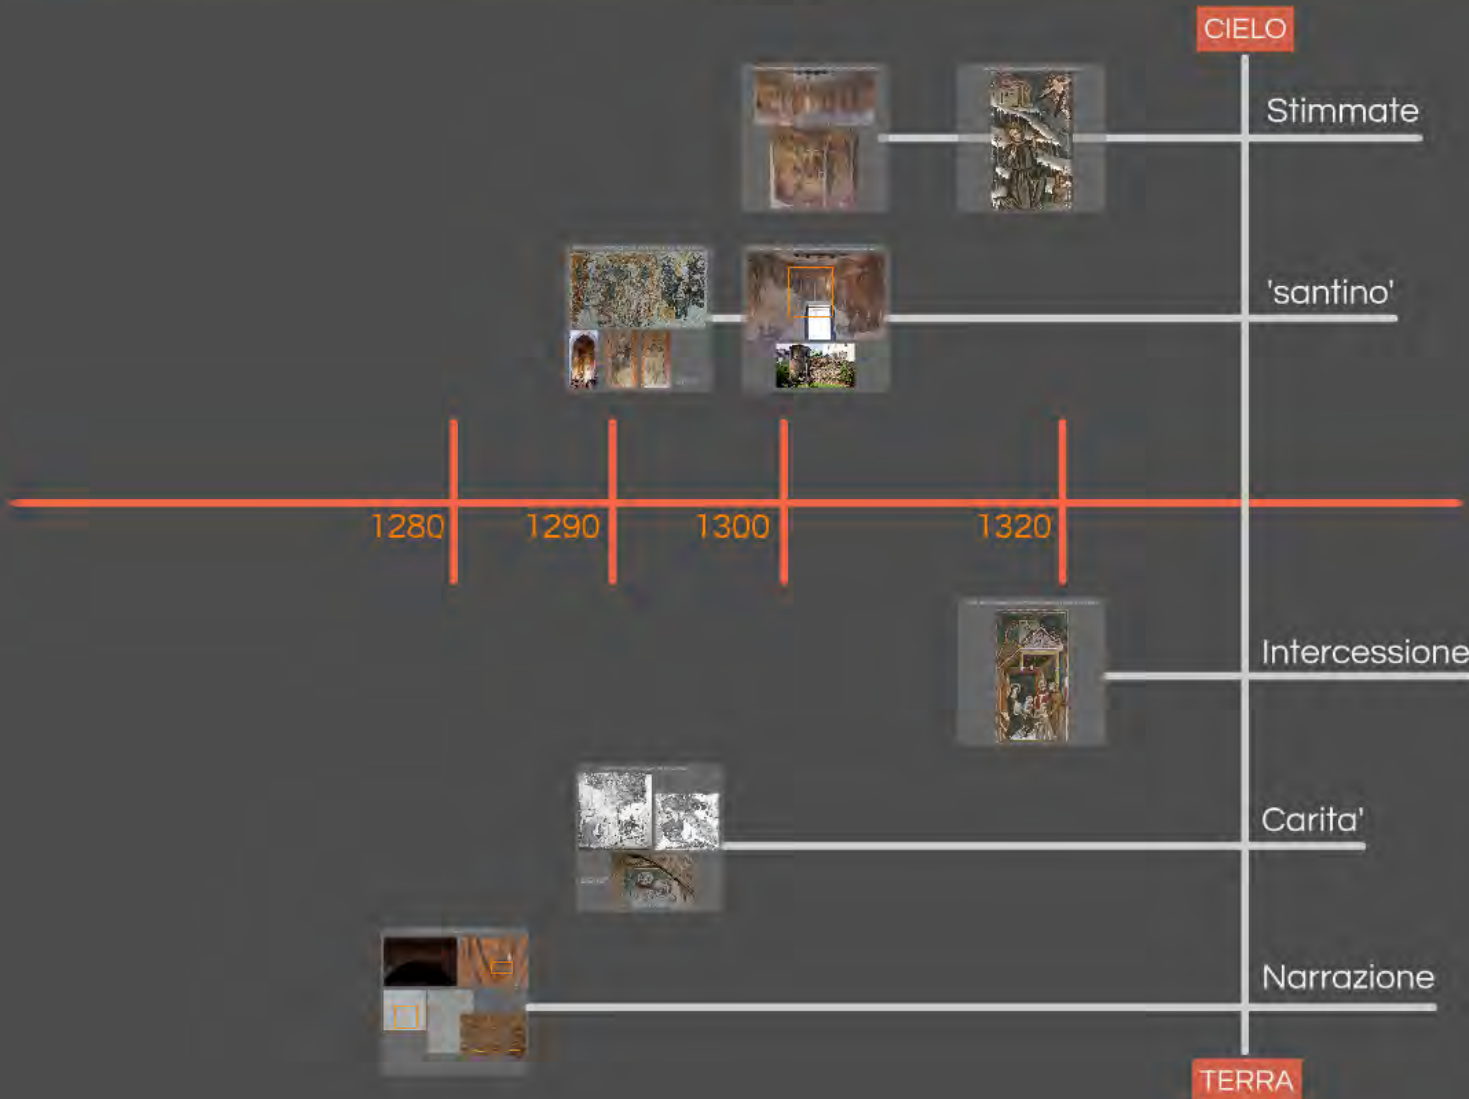 CIELO
Stimmate
'santino'
1280
1290
1300
1320
Intercessione
Carita'
Narrazione
TERRA